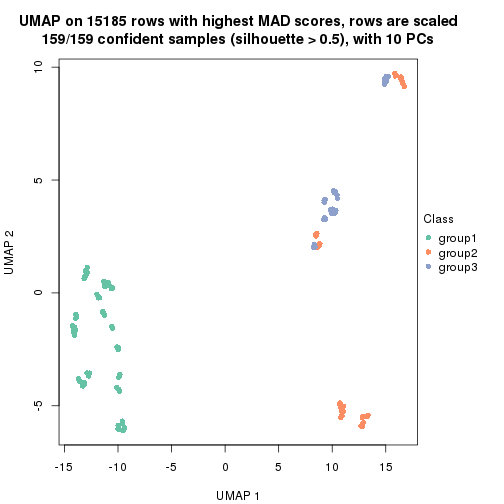 UMAP on 15185 rows with highest MAD scores, rows are scaled
159/159 confident samples (silhouette > 0.5), with 10 PCs
10
5
0
-5
UMAP 2
Class
group1
group2
group3
-15
-10
-5
0
5
10
15
UMAP 1